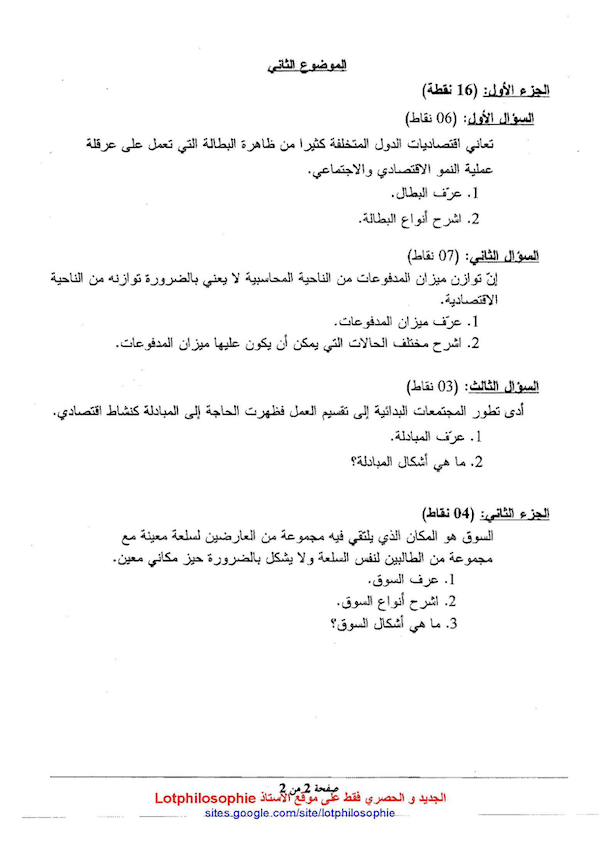 الموضوع الثاني
الجزء الأول: (16 نقطة)
السؤال الأول: (06 نقاط)
تعاني اقتصاديات الدول المتخلفة كثيرا من ظاهرة البطالة التي تعمل على عرقلة
عملية النمو الاقتصادي والاجتماعي.
1. عرّف البطال.
2. اشرح أنواع البطالة.
السؤال الثاني: (07 نقاط)
إنّ توازن ميزان المدفوعات من الناحية المحاسبية لا يعني بالضرورة توازنه من الناحية
الاقتصادية.
1. عرّف ميزان المدفوعات.
2. اشرح مختلف الحالات التي يمكن أن يكون عليها ميزان المدفوعات.
السؤال الثالث: (03 نقاط)
أدى تطور المجتمعات البدائية إلى تقسيم العمل فظهرت الحاجة إلى المبادلة كنشاط اقتصادي.
1. عرّف المبادلة.
2. ما هي أشكال المبادلة؟
الجزء الثاني: (04 نقاط)
السوق هو المكان الذي يلتقي فيه مجموعة من العارضين لسلعة معينة مع
مجموعة من الطالبين لنفس السلعة ولا يشكل بالضرورة حيز مكاني معين.
1. عرف السوق.
2. اشرح أنواع السوق.
3. ما هي أشكال السوق؟
صفحة 2 من 2
الجديد و الحصري فقط على موقع الأستاذ Lotphilosophie
sites.google.com/site/lotphilosophie